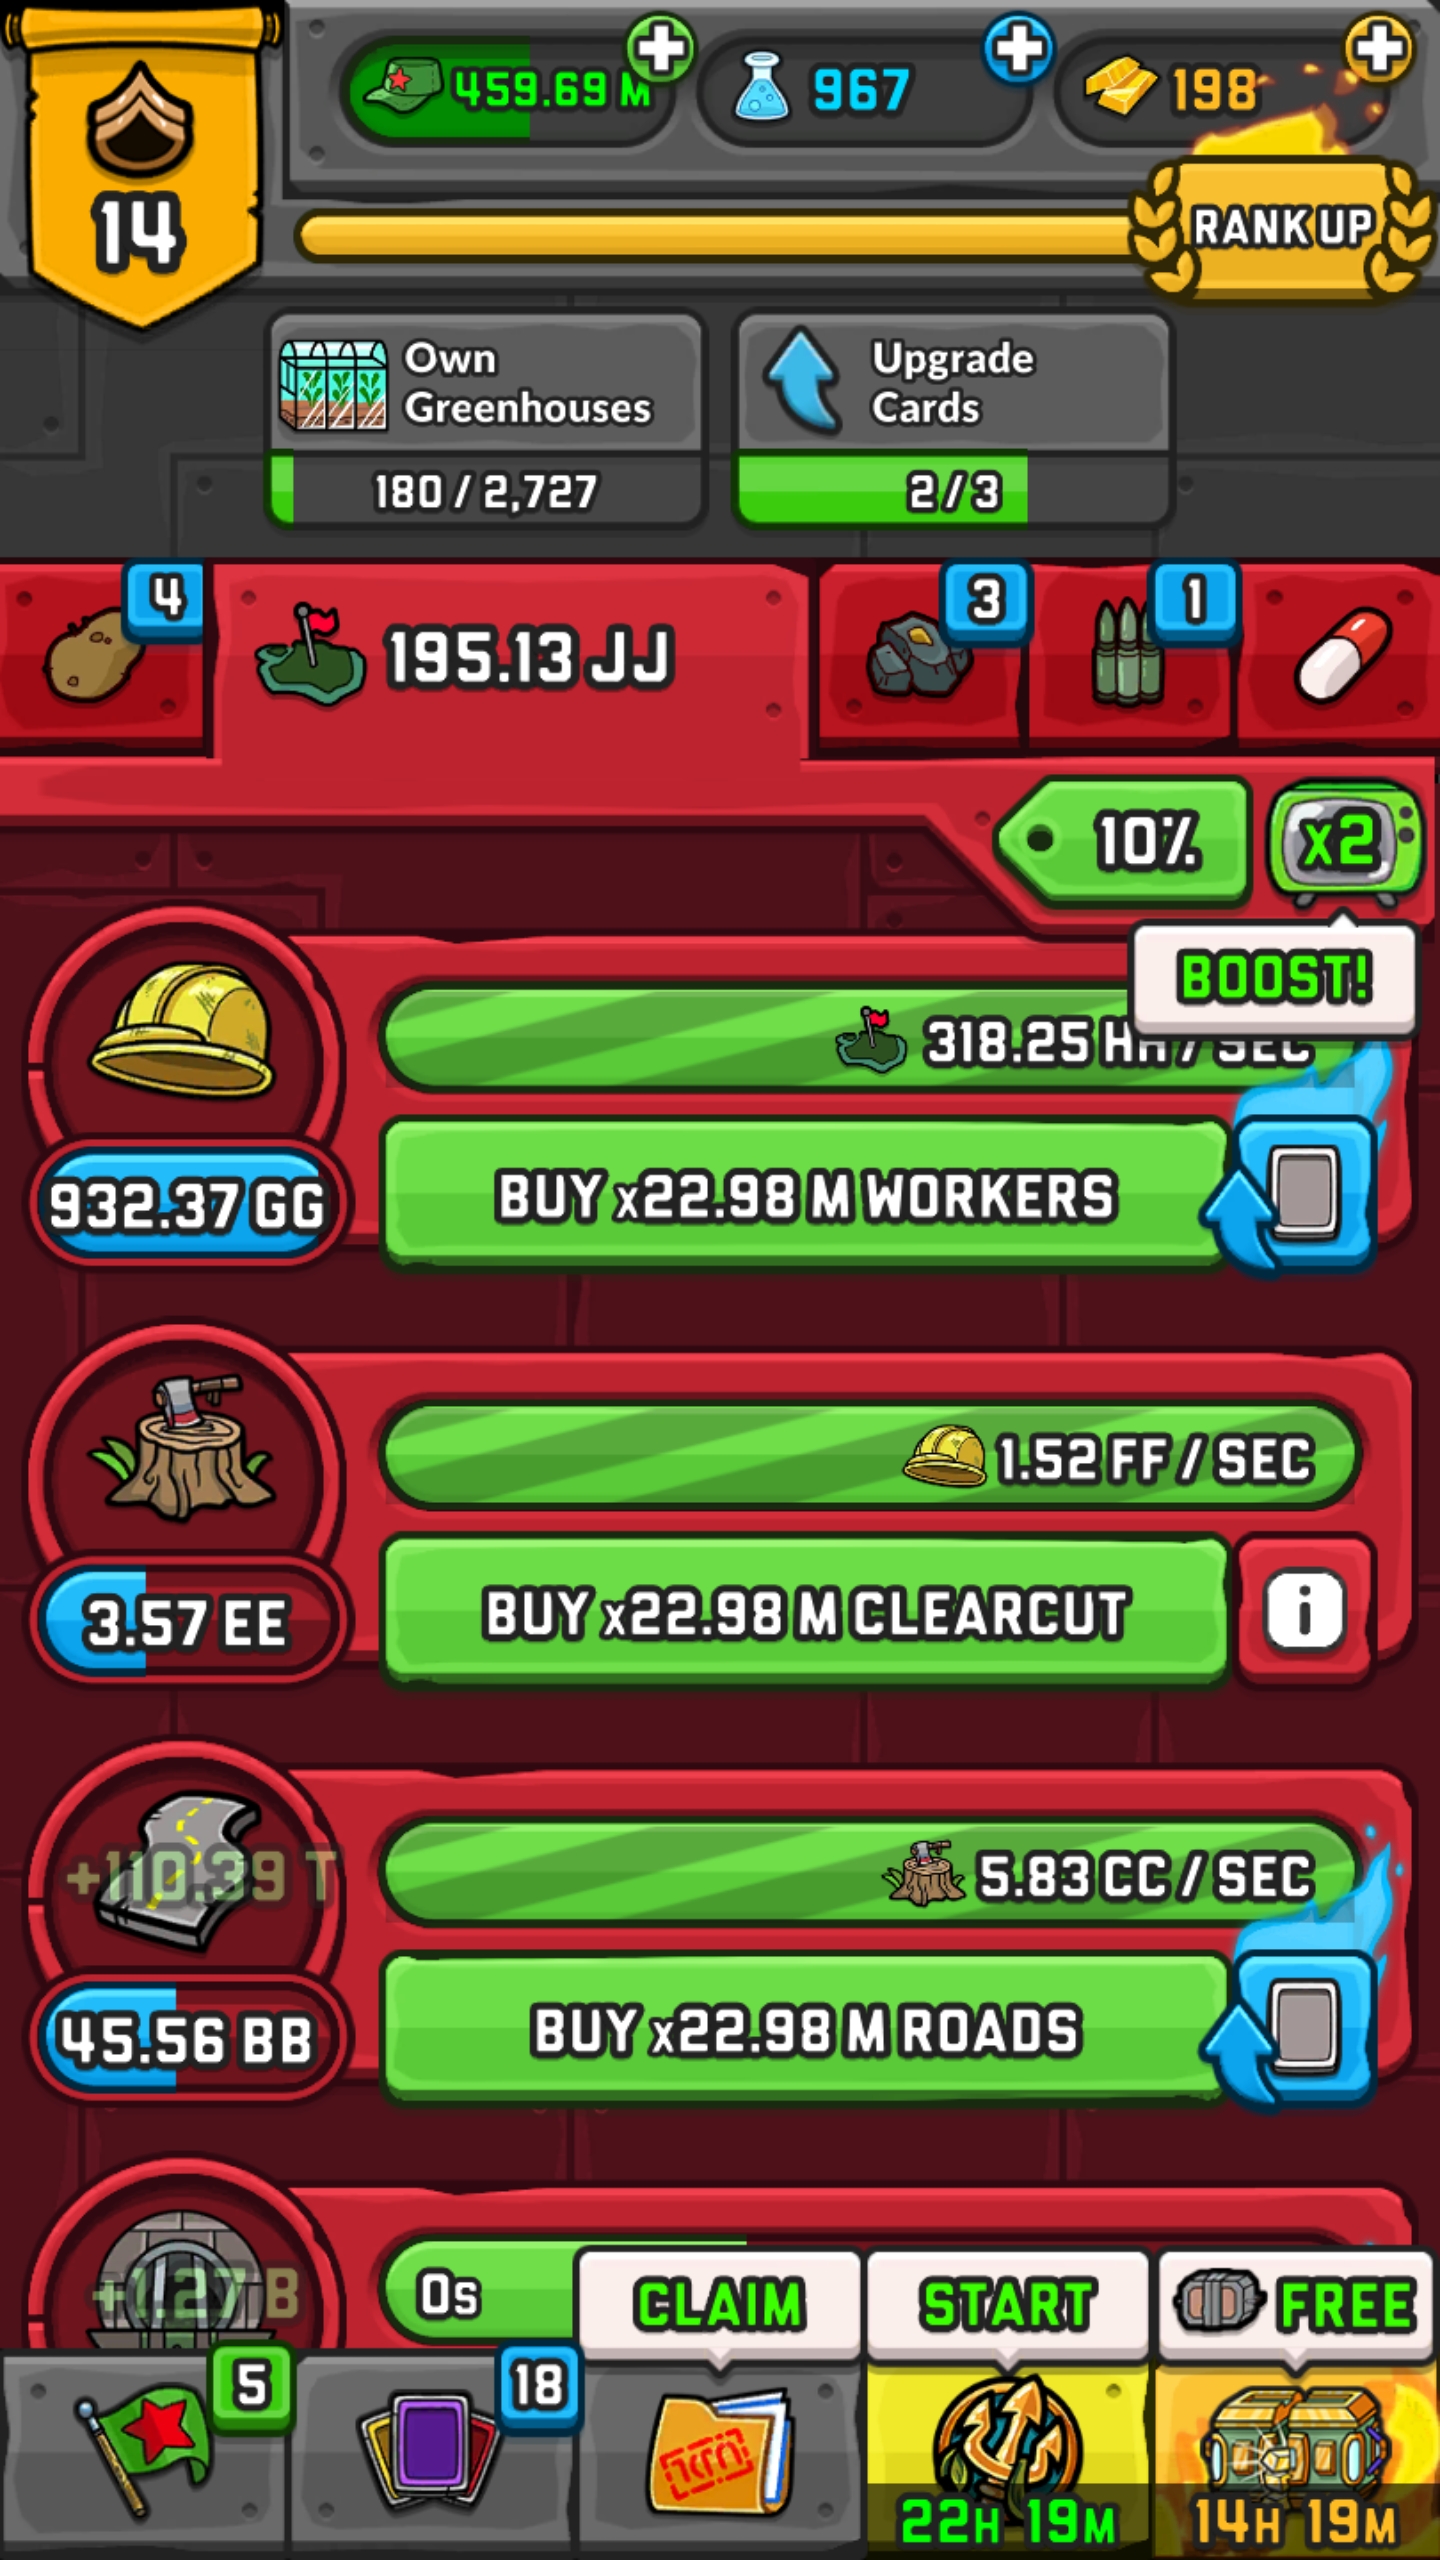 459.69 M
967
198
14
RANK UP
Own
Greenhouses
180 / 2,727
Upgrade
Cards
2 / 3
4
195.13 JJ
3
1
10%
x2
BOOST!
318.25 HH / SEC
932.37 GG
BUY x22.98 M WORKERS
1.52 FF / SEC
3.57 EE
BUY x22.98 M CLEARCUT
i
+110.39 T
5.83 CC / SEC
45.56 BB
BUY x22.98 M ROADS
0s
CLAIM
START
FREE
5
18
22H 19M
14H 19M